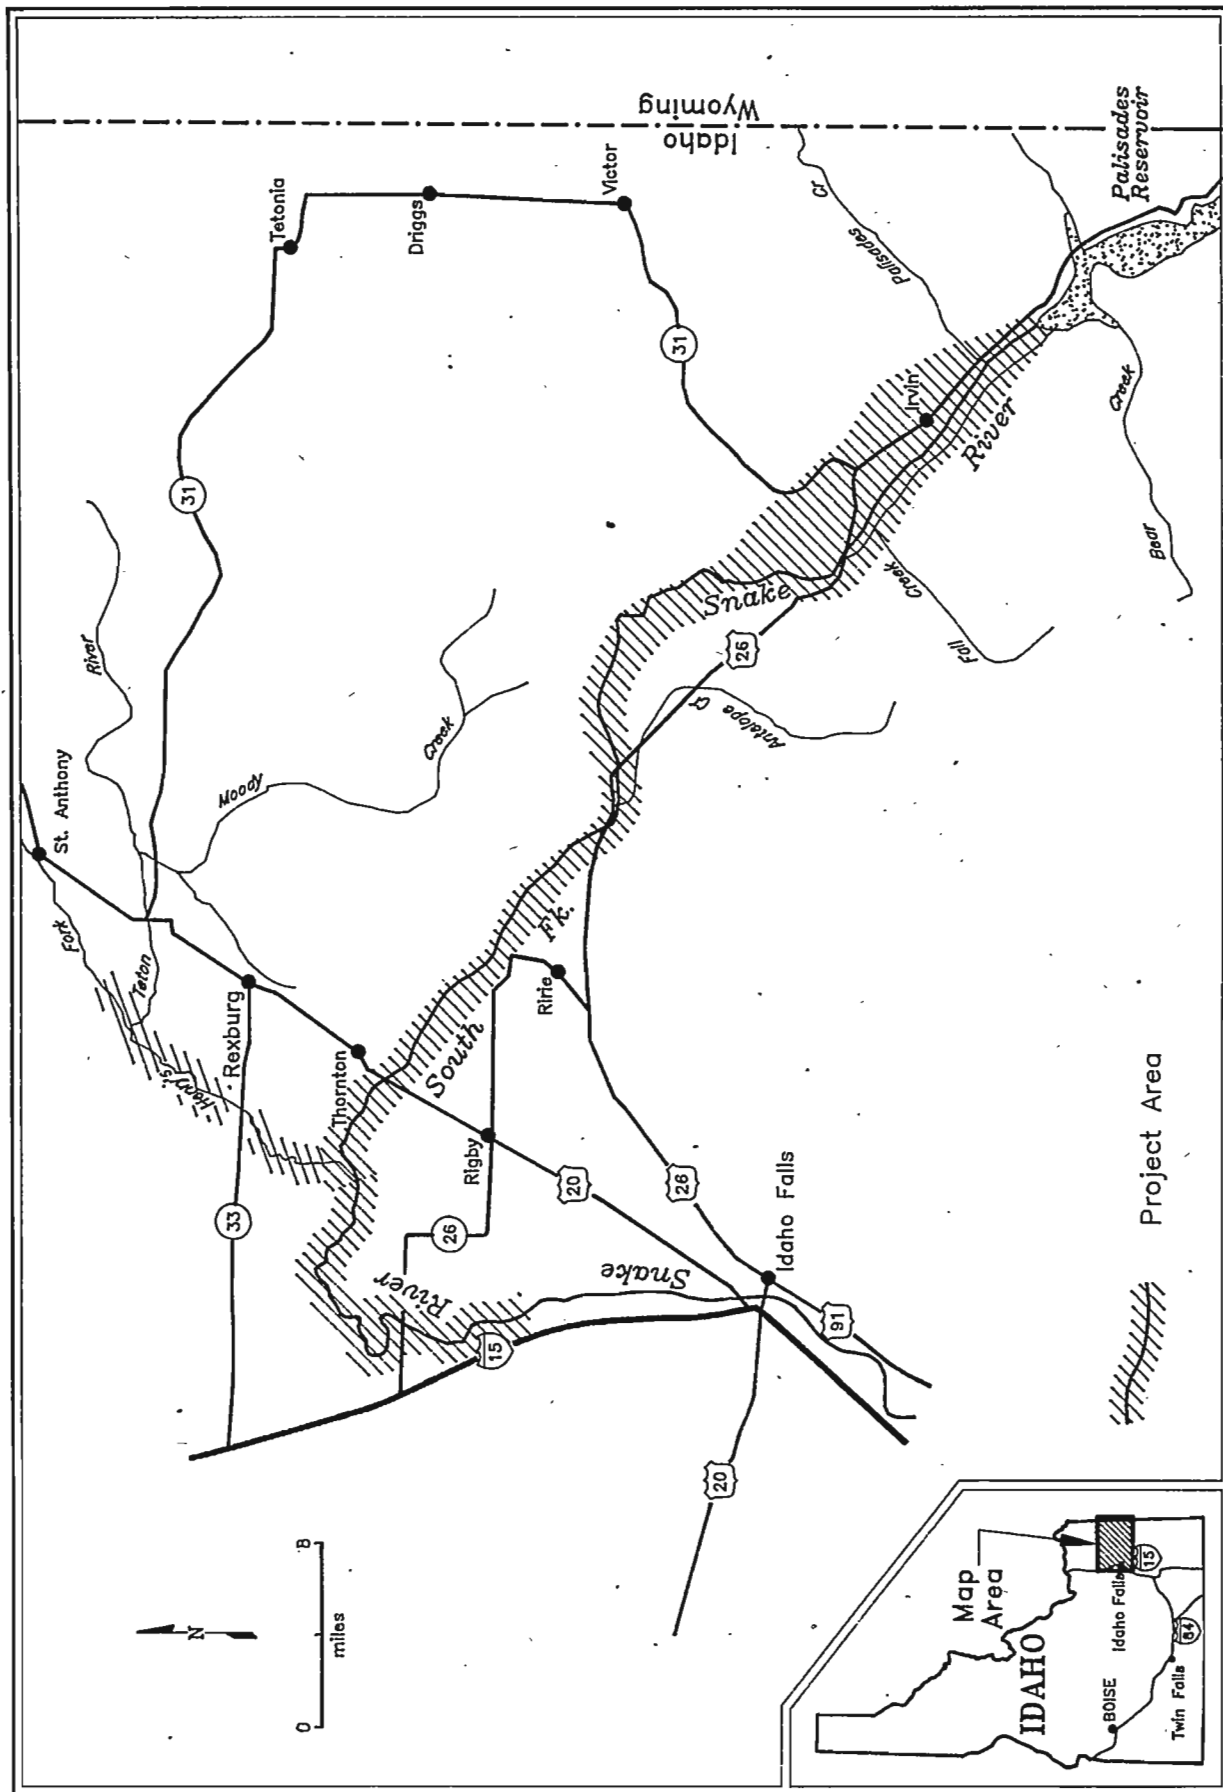 St. Anthony
Fork
Henrys
Teton
River
Moody
Creek
Rexburg
Thornton
33
31
Tetonia
Driggs
Victor
31
Idaho
Wyoming
Rigby
Ririe
26
20
15
River
Snake
South
Fk.
Snake
River
26
26
Antelope
Cr
Fall
Creek
Irvin
Palisades
Cr
Palisades
Reservoir
Bear
Creek
Idaho Falls
91
20
N
0
8
miles
Project Area
Map
Area
IDAHO
BOISE
Idaho Falls
15
84
Twin Falls